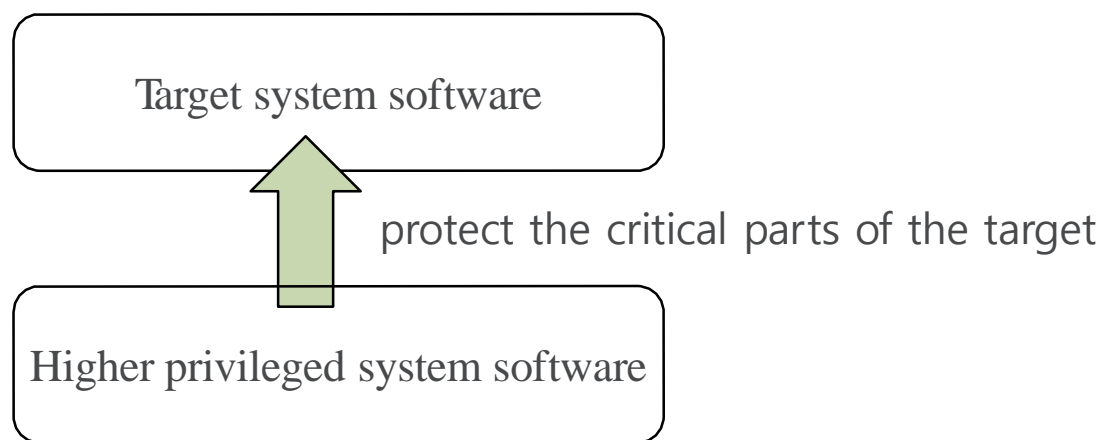 Target system software
protect the critical parts of the target
Higher privileged system software